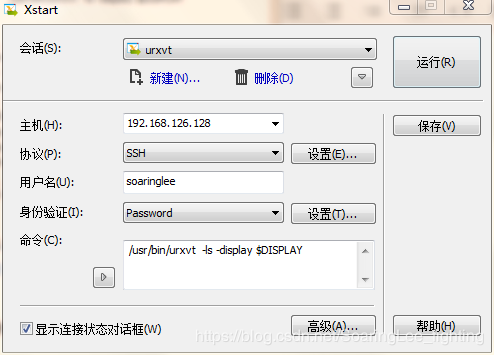 Xstart
会话(S): urxvt 运行(R)
新建(N)... 删除(D)
主机(H): 192.168.126.128 保存(V)
协议(P): SSH 设置(E)...
用户名(U): soaringlee
身份验证(I): Password 设置(T)...
命令(C):
/usr/bin/urxvt -ls -display $DISPLAY
显示连接状态对话框(W) 高级(A)... 帮助(H)
https://blog.csdn.net/SoaringLee_fighting